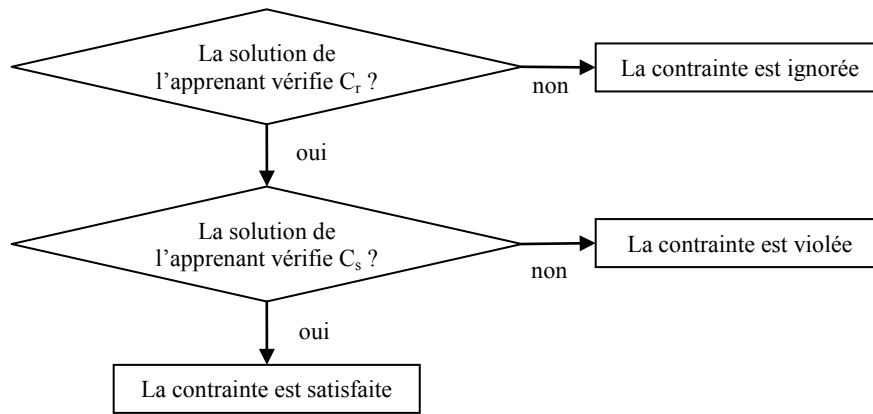 La solution de
l’apprenant vérifie Cr ?
non
La contrainte est ignorée
oui
La solution de
l’apprenant vérifie Cs ?
non
La contrainte est violée
oui
La contrainte est satisfaite